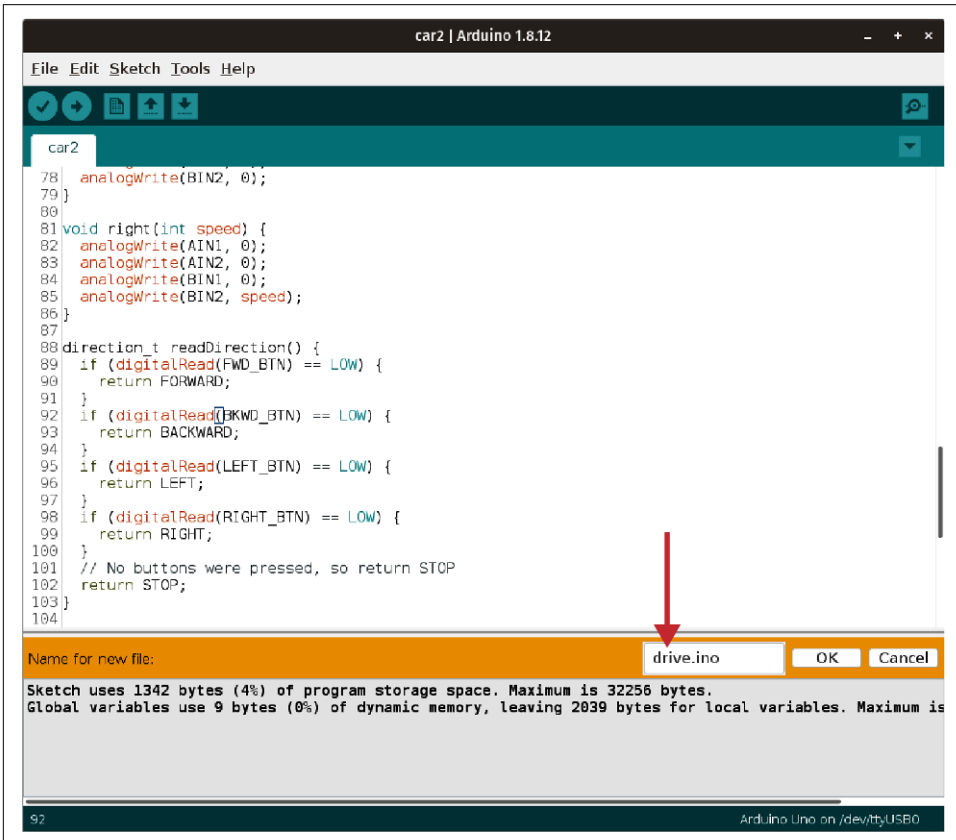 car2 | Arduino 1.8.12
File Edit Sketch Tools Help
car2
78 analogWrite(BIN2, 0);
79 }
80
81 void right(int speed) {
82 analogWrite(AIN1, 0);
83 analogWrite(AIN2, 0);
84 analogWrite(BIN1, 0);
85 analogWrite(BIN2, speed);
86 }
87
88 direction_t readDirection() {
89 if (digitalRead(FWD_BTN) == LOW) {
90 return FORWARD;
91 }
92 if (digitalRead(BKWD_BTN) == LOW) {
93 return BACKWARD;
94 }
95 if (digitalRead(LEFT_BTN) == LOW) {
96 return LEFT;
97 }
98 if (digitalRead(RIGHT_BTN) == LOW) {
99 return RIGHT;
100 }
101 // No buttons were pressed, so return STOP
102 return STOP;
103 }
104
Name for new file: drive.ino OK Cancel
Sketch uses 1342 bytes (4%) of program storage space. Maximum is 32256 bytes.
Global variables use 9 bytes (0%) of dynamic memory, leaving 2039 bytes for local variables. Maximum is
92 Arduino Uno on /dev/ttyUSB0